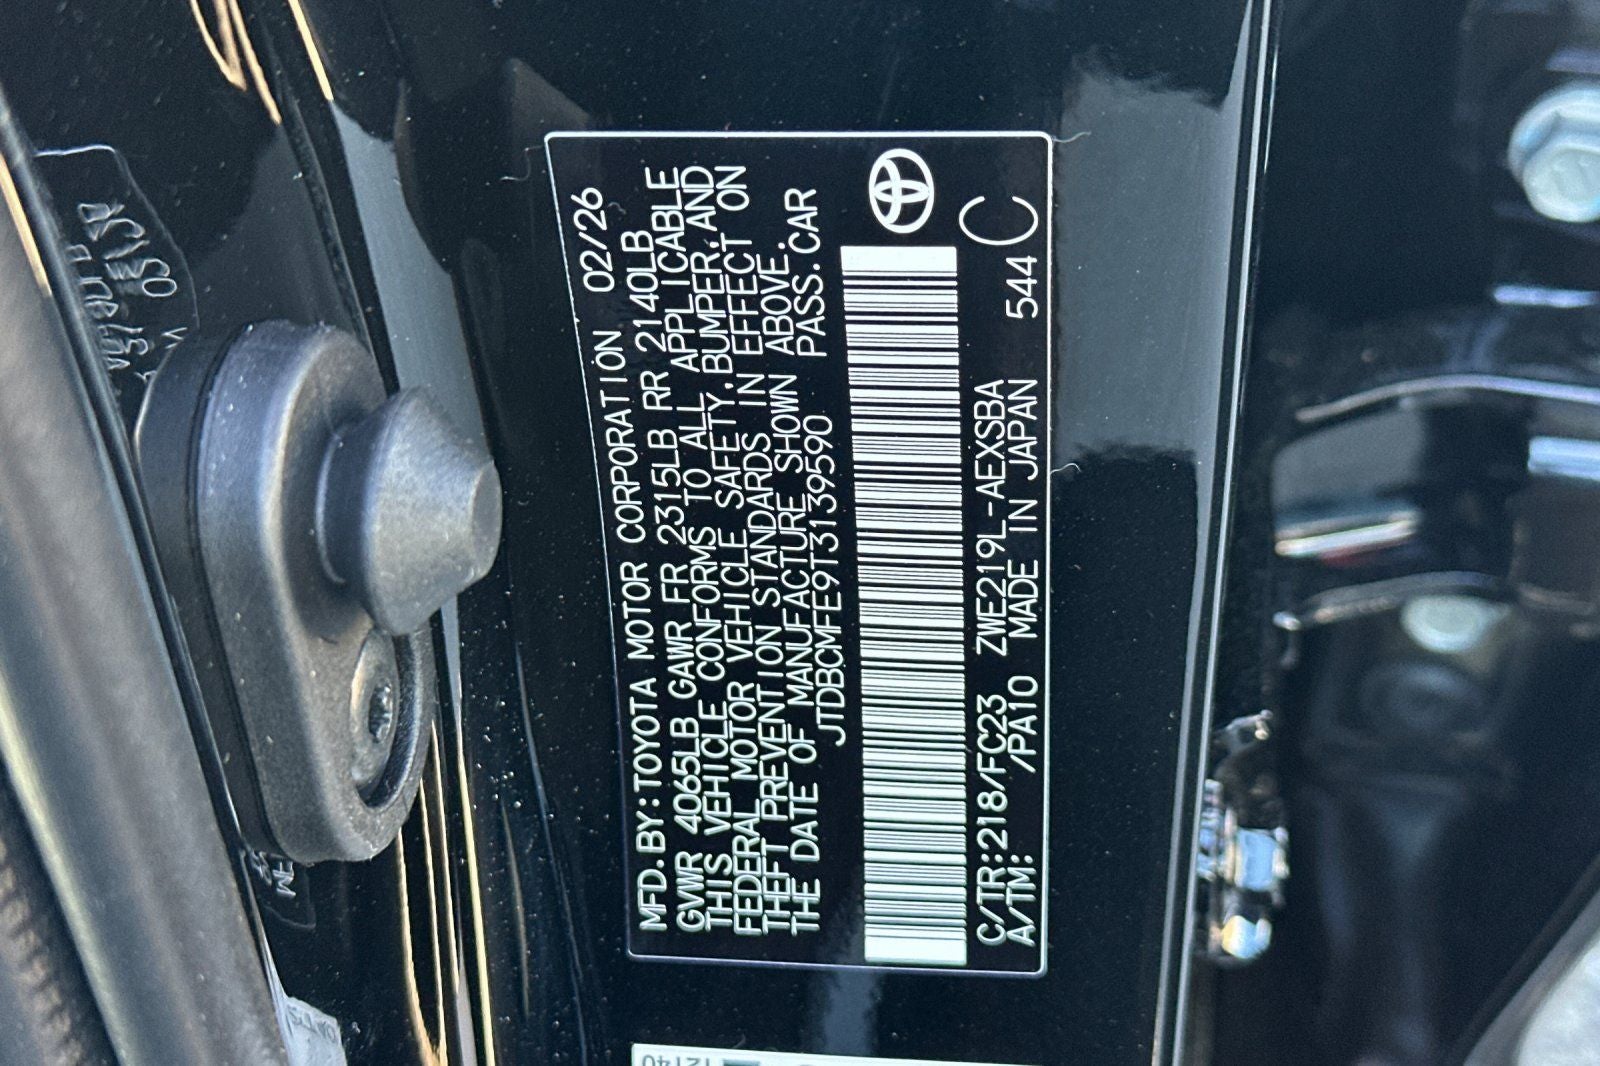 MFD.BY:TOYOTA MOTOR CORPORATION 02/26
GVWR 4065LB GAWR FR 2315LB RR 2140LB
THIS VEHICLE CONFORMS TO ALL APPLICABLE
FEDERAL MOTOR VEHICLE SAFETY,BUMPER,AND
THEFT PREVENTION STANDARDS IN EFFECT ON
THE DATE OF MANUFACTURE SHOWN ABOVE.
JTDBCMFE9T3139590 PASS.CAR
C/TR:218/FC23 ZWE219L-AEXSBA 544 C
A/TM: /PA10 MADE IN JAPAN
12140